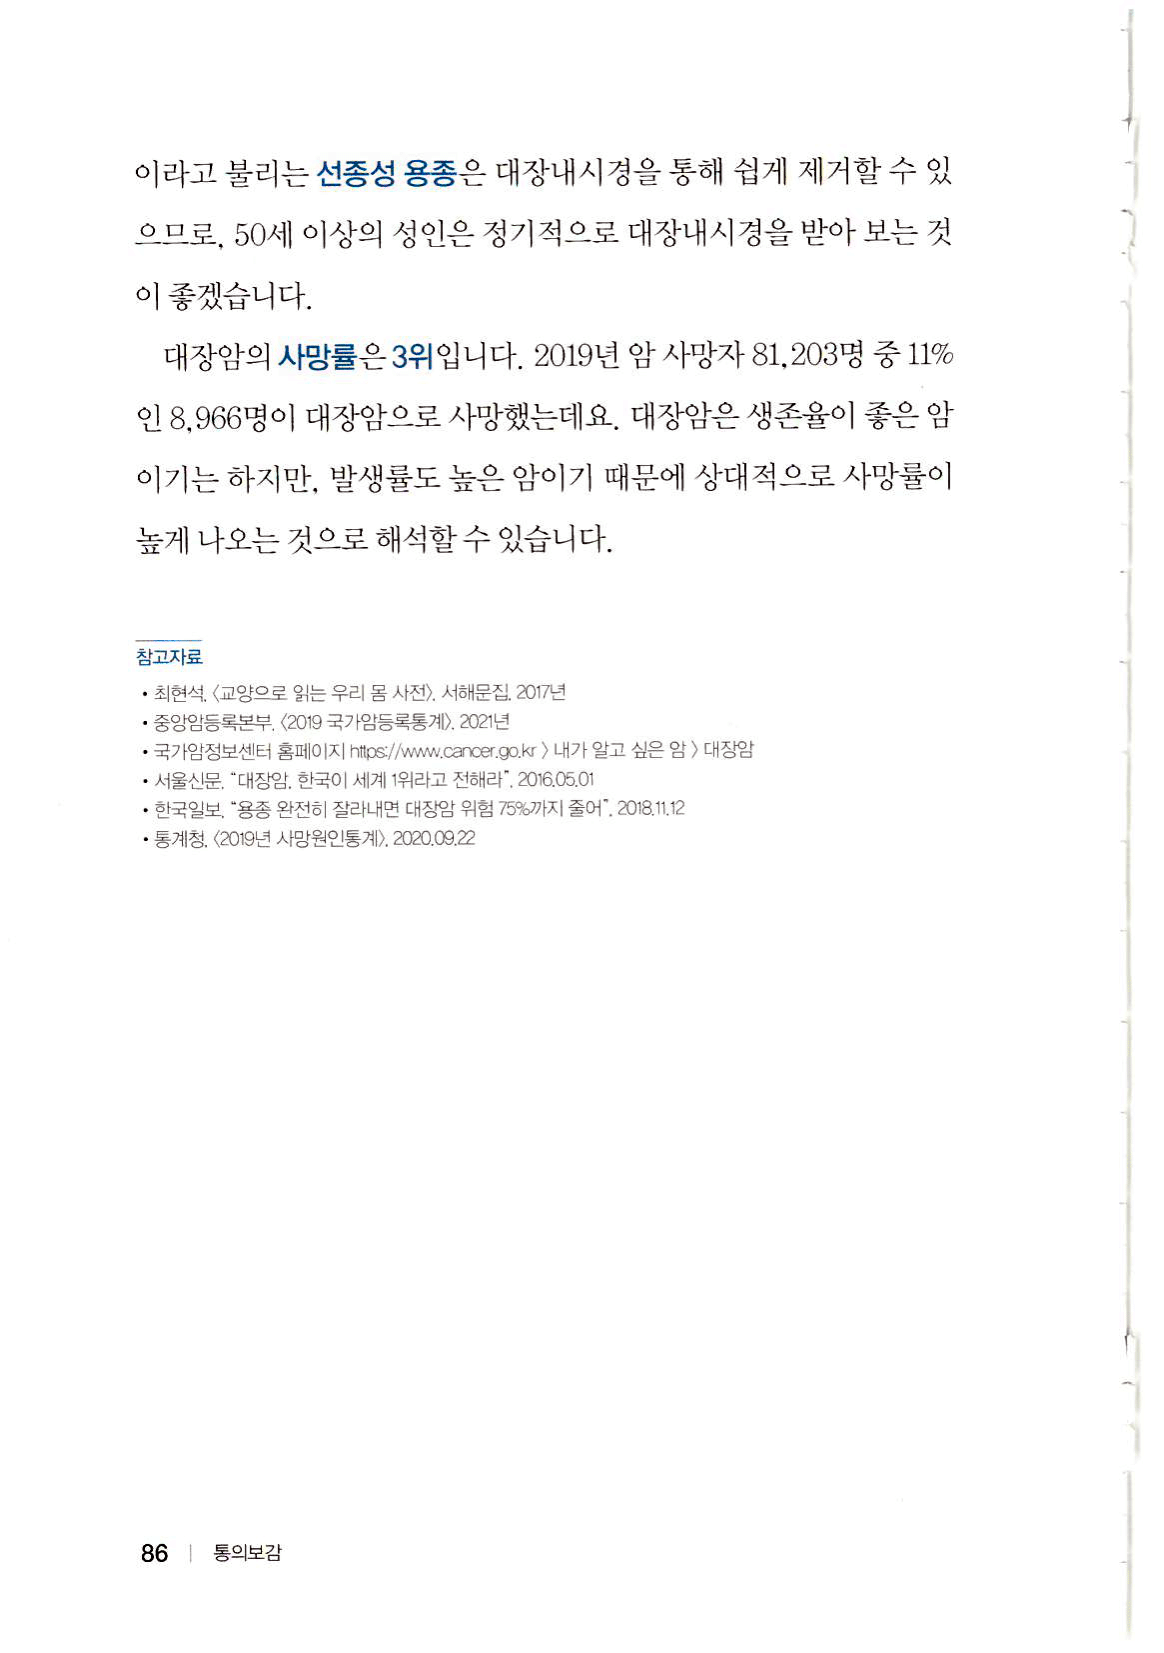 이라고 불리는 선종성 용종은 대장내시경을 통해 쉽게 제거할 수 있
으므로, 50세 이상의 성인은 정기적으로 대장내시경을 받아 보는 것
이 좋겠습니다.
대장암의 사망률은 3위입니다. 2019년 암 사망자 81,203명 중 11%
인 8,966명이 대장암으로 사망했는데요. 대장암은 생존율이 좋은 암
이기는 하지만, 발생률도 높은 암이기 때문에 상대적으로 사망률이
높게 나오는 것으로 해석할 수 있습니다.
참고자료
• 최현석, 〈교양으로 읽는 우리 몸 사전〉, 서해문집, 2017년
• 중앙암등록본부, 〈2019 국가암등록통계〉, 2021년
• 국가암정보센터 홈페이지 https://www.cancer.go.kr 〉 내가 알고 싶은 암 〉 대장암
• 서울신문, “대장암, 한국이 세계 1위라고 전해라”, 2016.05.01
• 한국일보, “용종 완전히 잘라내면 대장암 위험 75%까지 줄어”, 2018.11.12
• 통계청, 〈2019년 사망원인통계〉, 2020.09.22
86 | 통의보감